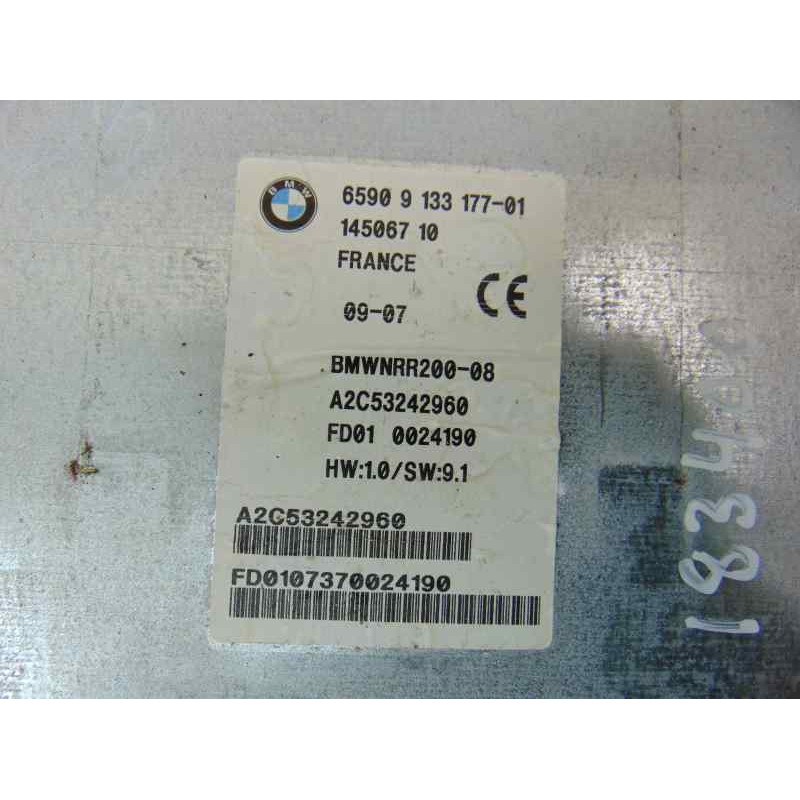 BMW
6590 9 133 177-01
145067 10
FRANCE
CE
09-07
BMWNRR200-08
A2C53242960
FD01 0024190
HW:1.0/SW:9.1
A2C53242960
FD0107370024190